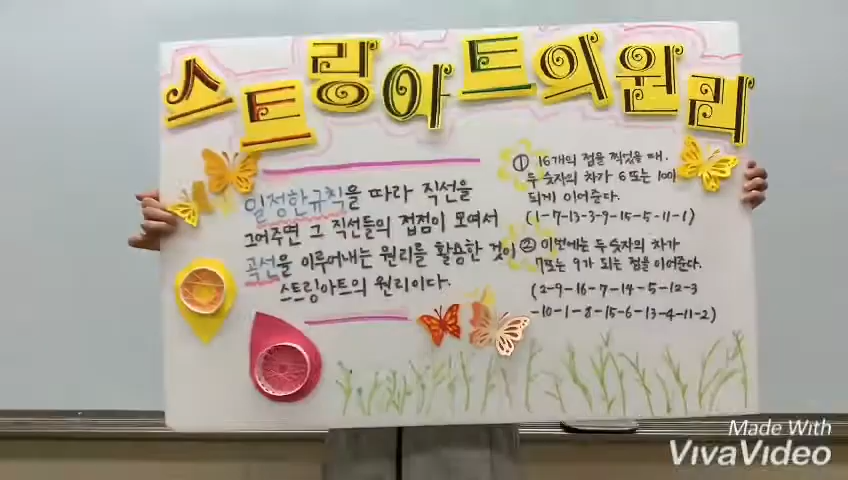 스트링아트의원리
일정한규칙을 따라 직선을
그어주면 그 직선들의 접점이 모여서
곡선을 이루어내는 원리를 활용한 것이
스트링아트의 원리이다.
① 16개의 점을 찍었을 때.
두 숫자의 차가 6 또는 10이
되게 이어준다.
(1-7-13-3-9-15-5-11-1)
② 이번에는 두 숫자의 차가
7또는 9가 되는 점을 이어준다.
(2-9-16-7-14-5-12-3
-10-1-8-15-6-13-4-11-2)
Made With
VivaVideo